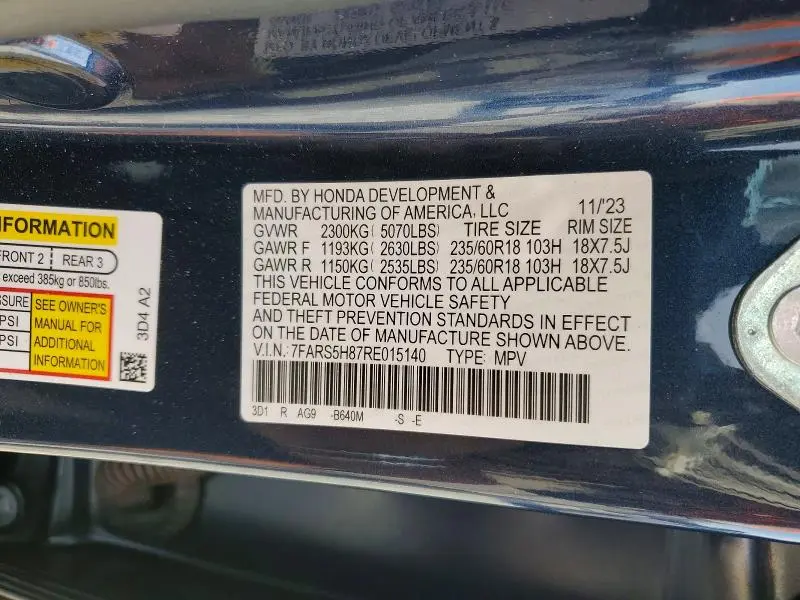 NFORMATION
FRONT 2 REAR 3
exceed 385kg or 850lbs.
SSURE
PSI
PSI
SEE OWNER'S
MANUAL FOR
ADDITIONAL
INFORMATION
3D4 A2
MFD. BY HONDA DEVELOPMENT &
MANUFACTURING OF AMERICA, LLC 11/'23
GVWR 2300KG( 5070LBS) TIRE SIZE RIM SIZE
GAWR F 1193KG( 2630LBS) 235/60R18 103H 18X7.5J
GAWR R 1150KG( 2535LBS) 235/60R18 103H 18X7.5J
THIS VEHICLE CONFORMS TO ALL APPLICABLE
FEDERAL MOTOR VEHICLE SAFETY
AND THEFT PREVENTION STANDARDS IN EFFECT
ON THE DATE OF MANUFACTURE SHOWN ABOVE.
V.I.N.:7FARS5H87RE015140 TYPE: MPV
3D1 R AG9 -B640M -S -E